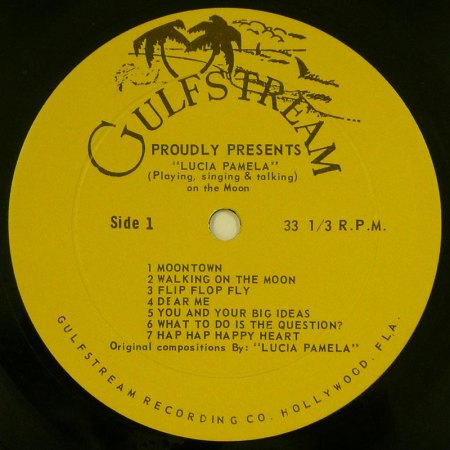 GULFSTREAM
PROUDLY PRESENTS
"LUCIA PAMELA"
(Playing, singing & talking)
on the Moon
Side 1
33 1/3 R.P.M.
1 MOONTOWN
2 WALKING ON THE MOON
3 FLIP FLOP FLY
4 DEAR ME
5 YOU AND YOUR BIG IDEAS
6 WHAT TO DO IS THE QUESTION?
7 HAP HAP HAPPY HEART
Original compositions By: "LUCIA PAMELA"
GULFSTREAM RECORDING CO. HOLLYWOOD, FLA.